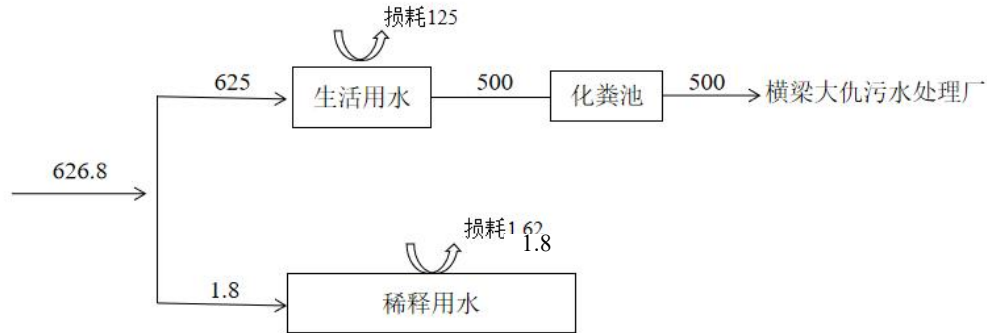 损耗125
625
生活用水
500
化粪池
500
横梁大仇污水处理厂
626.8
损耗1.62
1.8
1.8
稀释用水